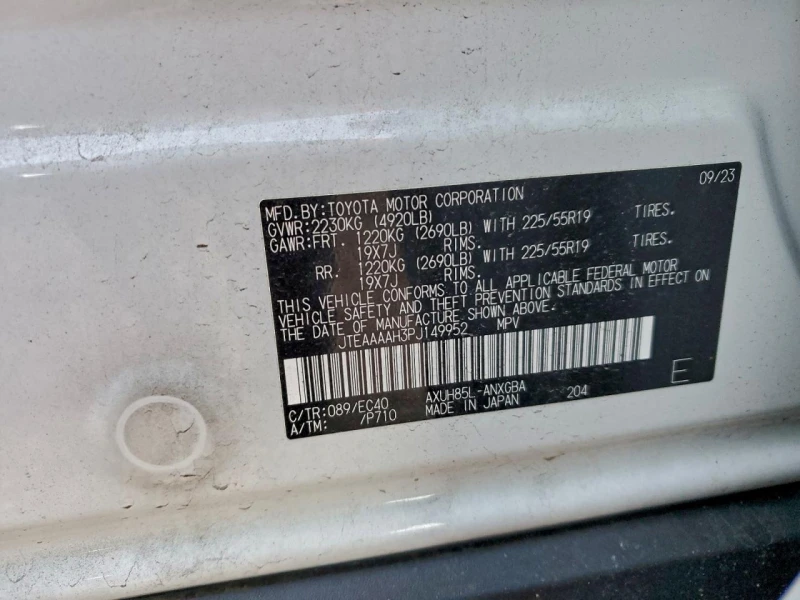 09/23
MFD.BY:TOYOTA MOTOR CORPORATION
GVWR:2230KG (4920LB)
GAWR:FRT. 1220KG (2690LB) WITH 225/55R19 TIRES.
19X7J RIMS.
RR. 1220KG (2690LB) WITH 225/55R19 TIRES.
19X7J RIMS.
THIS VEHICLE CONFORMS TO ALL APPLICABLE FEDERAL MOTOR
VEHICLE SAFETY AND THEFT PREVENTION STANDARDS IN EFFECT ON
THE DATE OF MANUFACTURE SHOWN ABOVE.
JTEAAAAH3PJ149952 MPV
C/TR:089/EC40 AXUH85L-ANXGBA 204 E
A/TM: /P710 MADE IN JAPAN